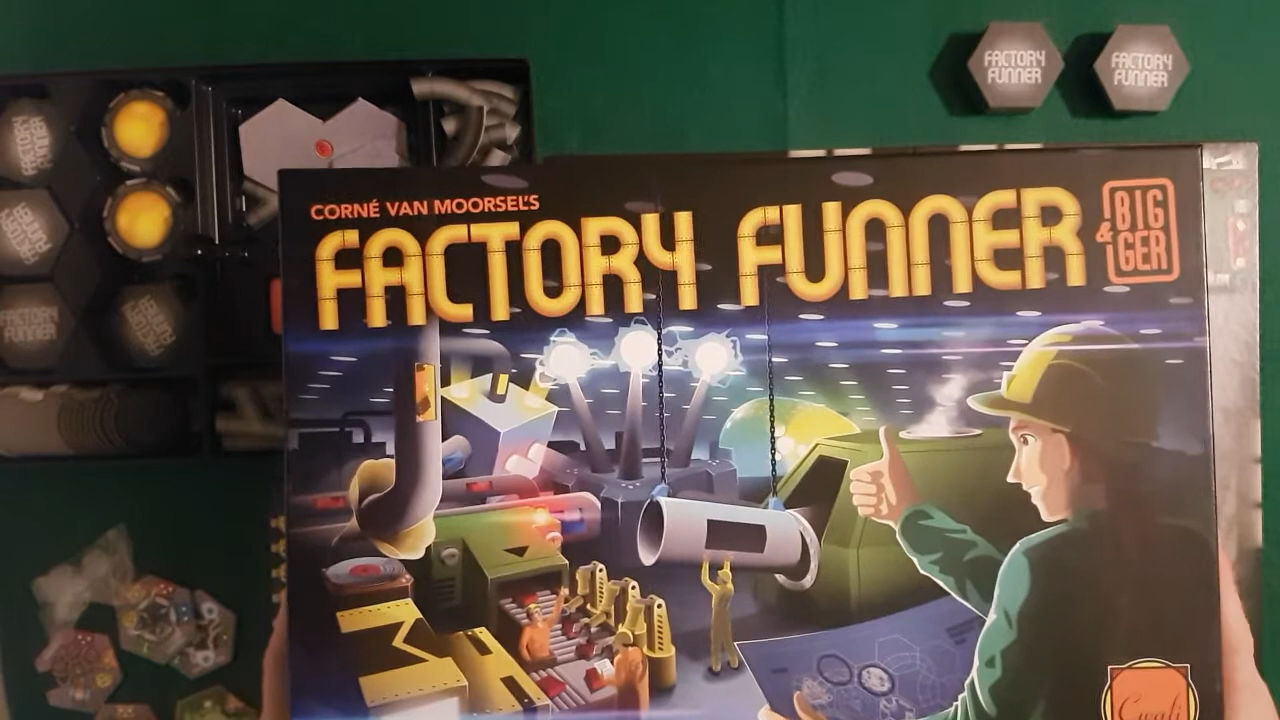 FACTORY
FUNNER
FACTORY
FUNNER
FACTORY
FUNNER
FACTORY
FUNNER
FACTORY
FUNNER
FACTORY
FUNNER
CORNÉ VAN MOORSEL'S
FACTORY FUNNER
& BIG
GER
Cwali